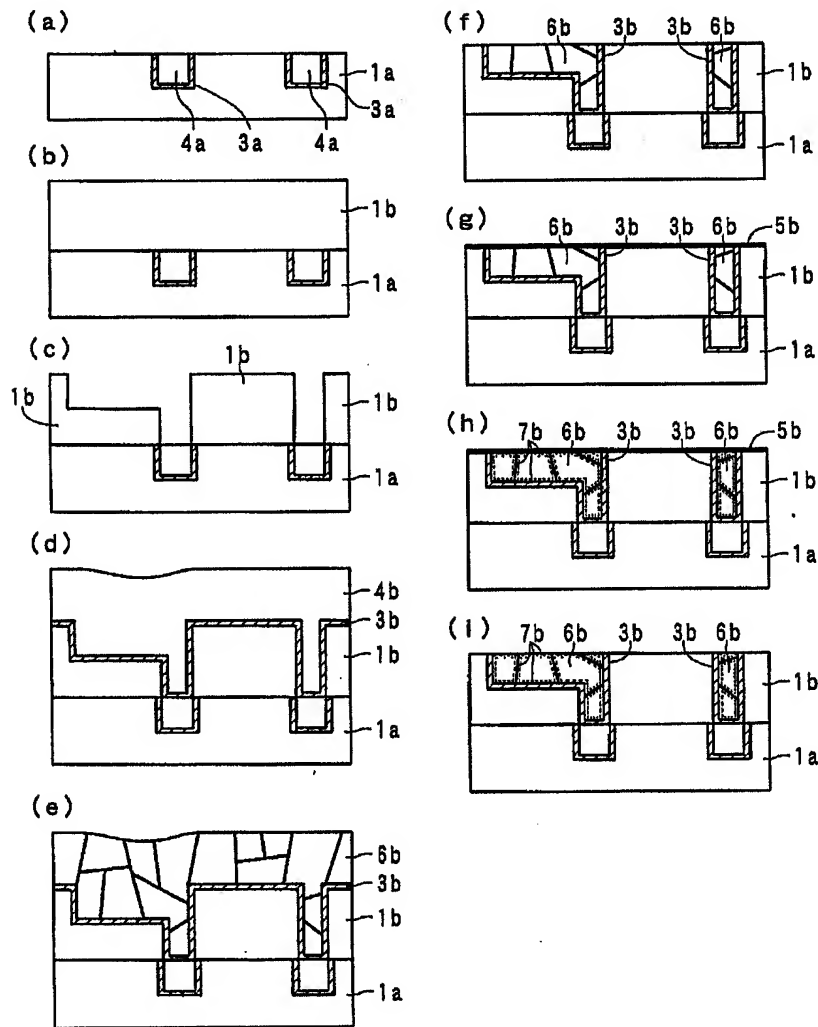 (a)
1a
3a
4a 3a 4a
(b)
1b
1a
(c)
1b
1b
1b
1a
(d)
4b
3b
1b
1a
(e)
6b
3b
1b
1a
(f)
6b 3b 3b 6b
1b
1a
(g)
6b 3b 3b 6b
5b
1b
1a
(h)
7b 6b 3b 3b 6b
5b
1b
1a
(i)
7b 6b 3b 3b 6b
1b
1a